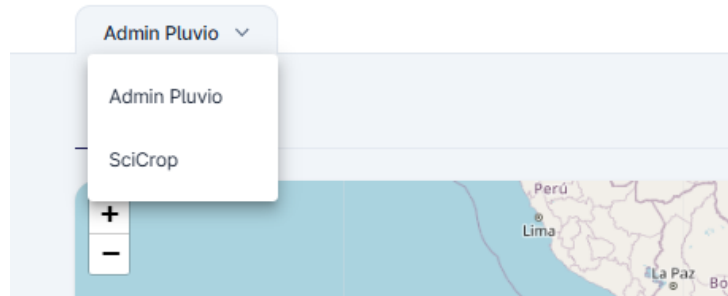 Admin Pluvio
Admin Pluvio
SciCrop
+
−
Perú
Lima
La Paz